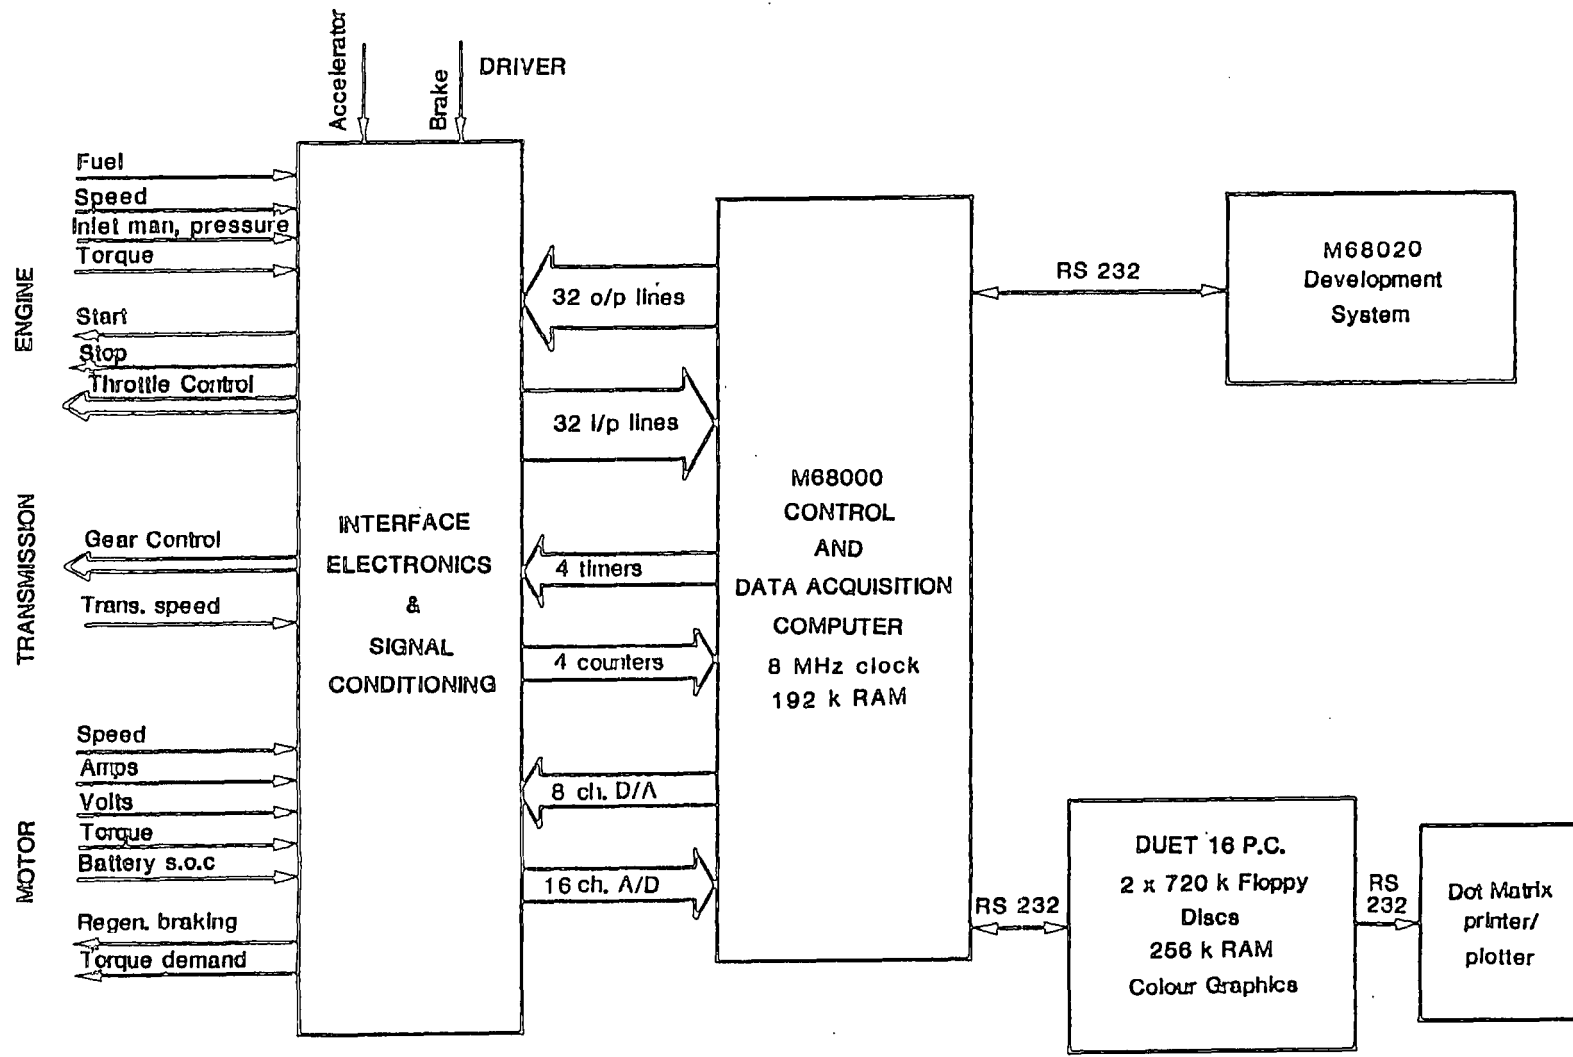 Accelerator
Brake
DRIVER
ENGINE
Fuel
Speed
Inlet man, pressure
Torque
Start
Stop
Throttle Control
TRANSMISSION
Gear Control
Trans. speed
MOTOR
Speed
Amps
Volts
Torque
Battery s.o.c
Regen. braking
Torque demand
INTERFACE
ELECTRONICS
&
SIGNAL
CONDITIONING
32 o/p lines
32 i/p lines
4 timers
4 counters
8 ch. D/A
16 ch. A/D
M68000
CONTROL
AND
DATA ACQUISITION
COMPUTER
8 MHz clock
192 k RAM
RS 232
M68020
Development
System
RS 232
DUET 16 P.C.
2 x 720 k Floppy
Discs
256 k RAM
Colour Graphics
RS
232
Dot Matrix
printer/
plotter